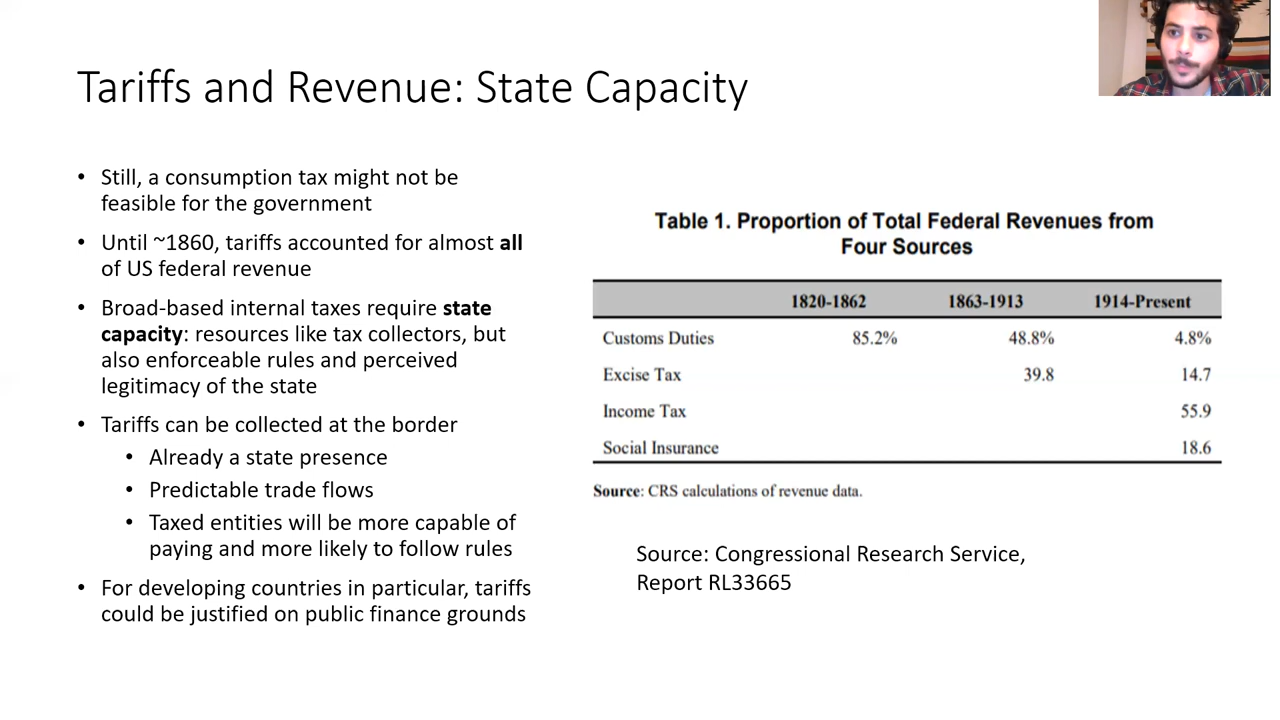 Tariffs and Revenue: State Capacity
• Still, a consumption tax might not be
feasible for the government
• Until ~1860, tariffs accounted for almost all
of US federal revenue
• Broad-based internal taxes require state
capacity: resources like tax collectors, but
also enforceable rules and perceived
legitimacy of the state
• Tariffs can be collected at the border
• Already a state presence
• Predictable trade flows
• Taxed entities will be more capable of
paying and more likely to follow rules
• For developing countries in particular, tariffs
could be justified on public finance grounds
Table 1. Proportion of Total Federal Revenues from
Four Sources
1820-1862 1863-1913 1914-Present
Customs Duties 85.2% 48.8% 4.8%
Excise Tax 39.8 14.7
Income Tax 55.9
Social Insurance 18.6
Source: CRS calculations of revenue data.
Source: Congressional Research Service,
Report RL33665